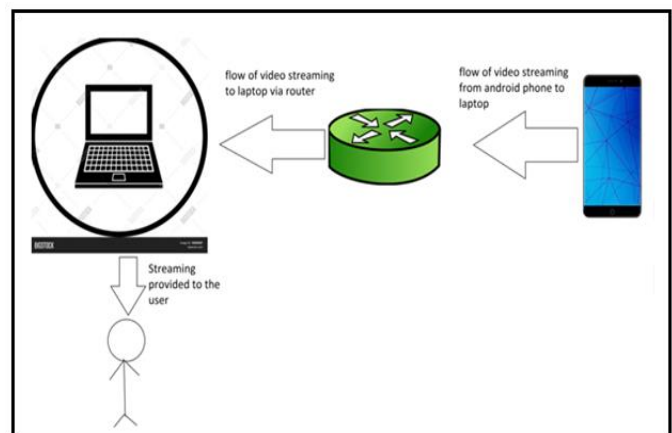 flow of video streaming
to laptop via router
flow of video streaming
from android phone to
laptop
BIGSTOCK
Streaming
provided to the
user